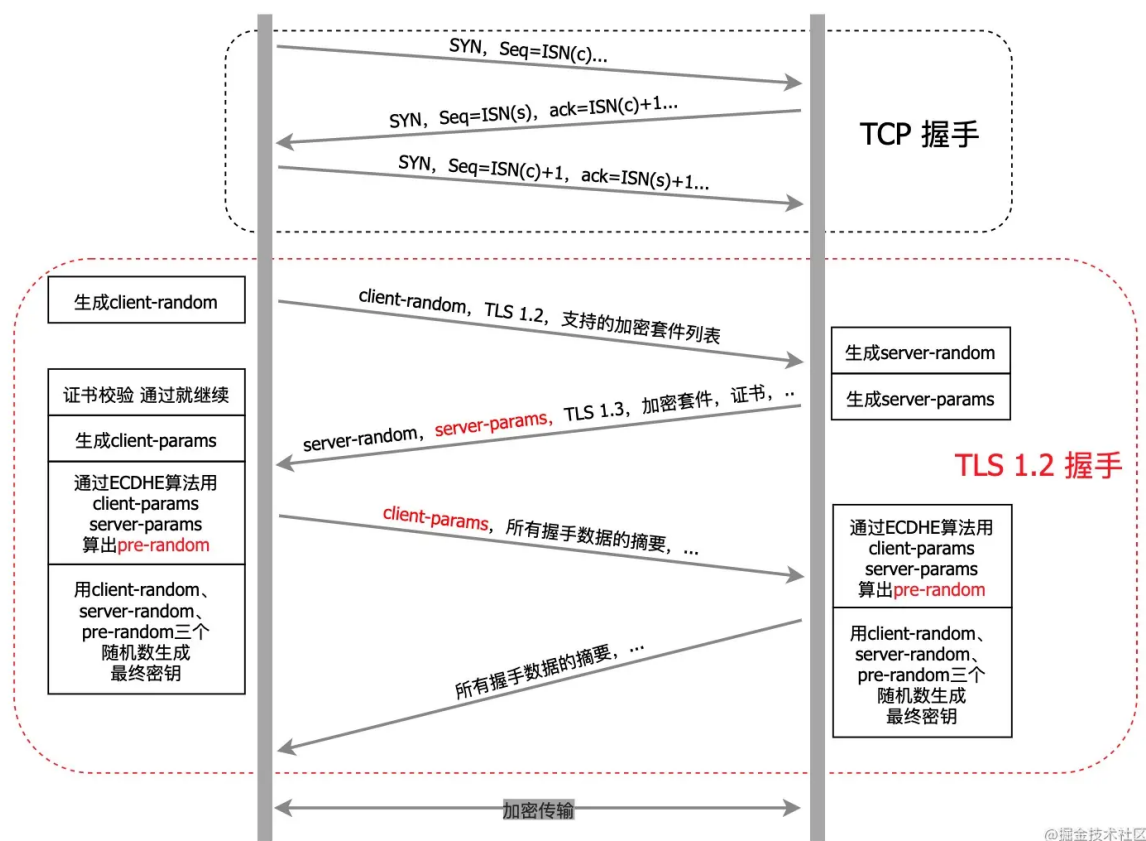 SYN，Seq=ISN(c)...
SYN，Seq=ISN(s)，ack=ISN(c)+1...
TCP 握手
SYN，Seq=ISN(c)+1，ack=ISN(s)+1...
生成client-random
client-random，TLS 1.2，支持的加密套件列表
生成server-random
证书校验 通过就继续
生成server-params
server-random，server-params，TLS 1.3，加密套件，证书，..
生成client-params
TLS 1.2 握手
通过ECDHE算法用
client-params
server-params
算出pre-random
client-params，所有握手数据的摘要，...
通过ECDHE算法用
client-params
server-params
算出pre-random
用client-random、
server-random、
pre-random三个
随机数生成
最终密钥
用client-random、
server-random、
pre-random三个
随机数生成
最终密钥
所有握手数据的摘要，...
加密传输
@掘金技术社区